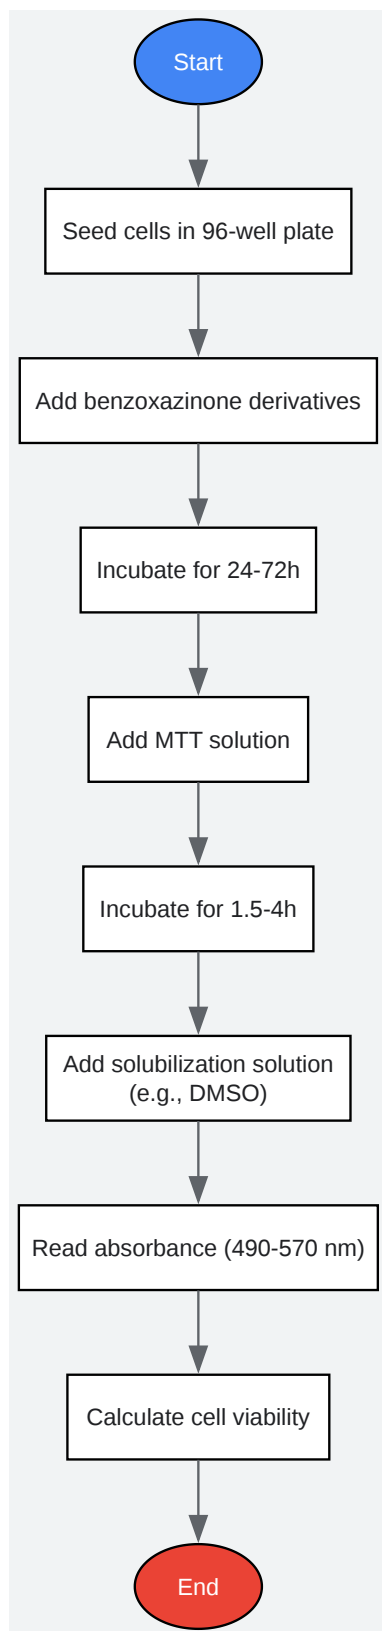 Start
Seed cells in 96-well plate
Add benzoxazinone derivatives
Incubate for 24-72h
Add MTT solution
Incubate for 1.5-4h
Add solubilization solution
(e.g., DMSO)
Read absorbance (490-570 nm)
Calculate cell viability
End